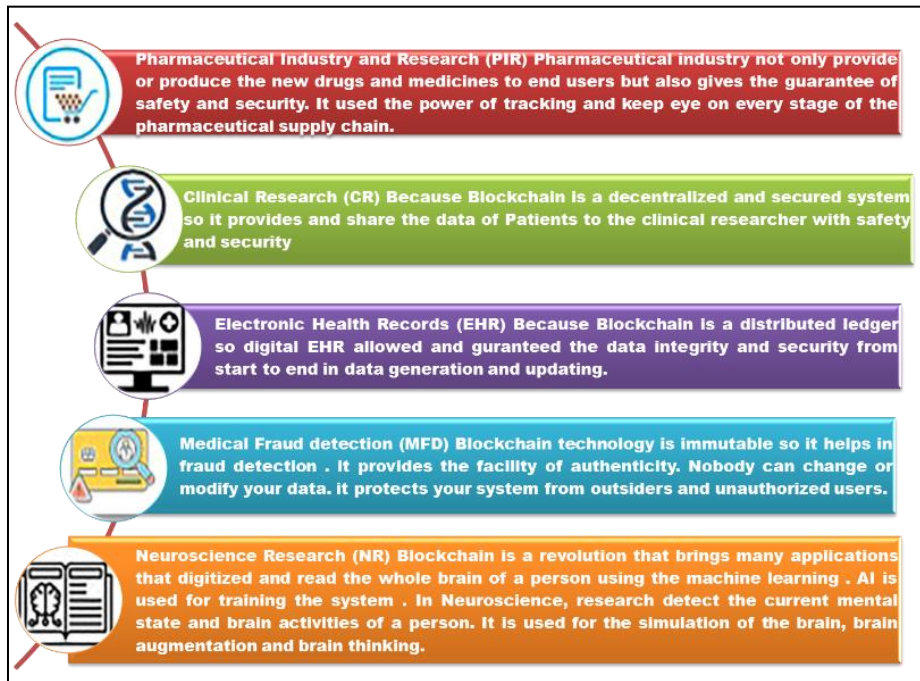 Pharmaceutical Industry and Research (PIR) Pharmaceutical industry not only provide
or produce the new drugs and medicines to end users but also gives the guarantee of
safety and security. It used the power of tracking and keep eye on every stage of the
pharmaceutical supply chain.
Clinical Research (CR) Because Blockchain is a decentralized and secured system
so it provides and share the data of Patients to the clinical researcher with safety
and security
Electronic Health Records (EHR) Because Blockchain is a distributed ledger
so digital EHR allowed and guranteed the data integrity and security from
start to end in data generation and updating.
Medical Fraud detection (MFD) Blockchain technology is immutable so it helps in
fraud detection . it provides the facility of authenticity. Nobody can change or
modify your data. it protects your system from outsiders and unauthorized users.
Neuroscience Research (NR) Blockchain is a revolution that brings many applications
that digitized and read the whole brain of a person using the machine learning . AI is
used for training the system . In Neuroscience, research detect the current mental
state and brain activities of a person. It is used for the simulation of the brain, brain
augmentation and brain thinking.